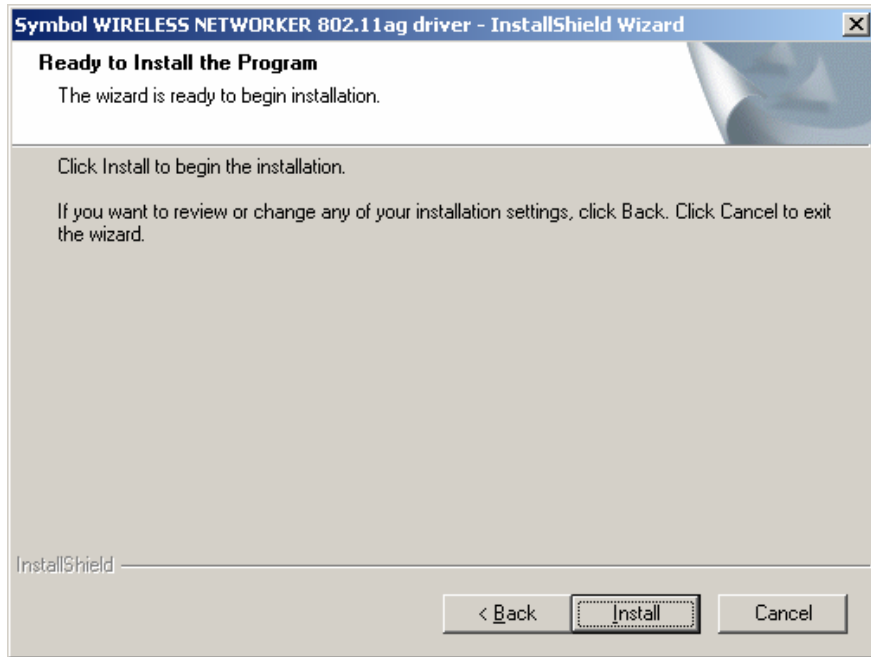 Symbol WIRELESS NETWORKER 802.11ag driver - InstallShield Wizard
Ready to Install the Program
The wizard is ready to begin installation.
Click Install to begin the installation.
If you want to review or change any of your installation settings, click Back. Click Cancel to exit
the wizard.
InstallShield
< Back Install Cancel